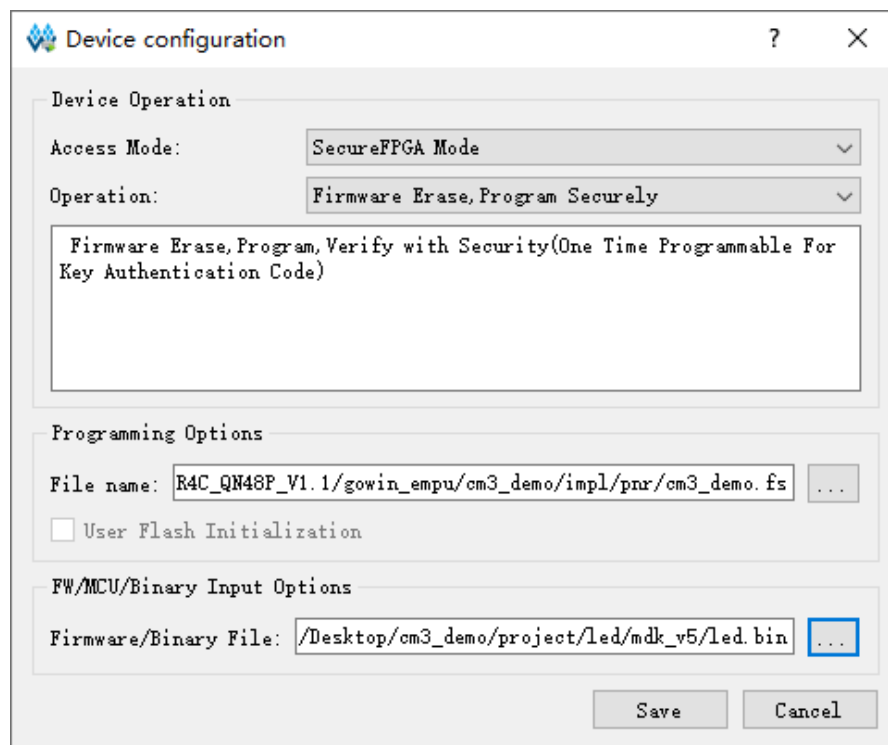 Device configuration
?
Device Operation
Access Mode:
SecureFPGA Mode
Operation:
Firmware Erase,Program Securely
Firmware Erase,Program,Verify with Security(One Time Programmable For
Key Authentication Code)
Programming Options
File name:
R4C_QN48P_V1.1/gowin_empu/cm3_demo/impl/pnr/cm3_demo.fs
...
User Flash Initialization
FW/MCU/Binary Input Options
Firmware/Binary File:
/Desktop/cm3_demo/project/led/mdk_v5/led.bin
...
Save
Cancel